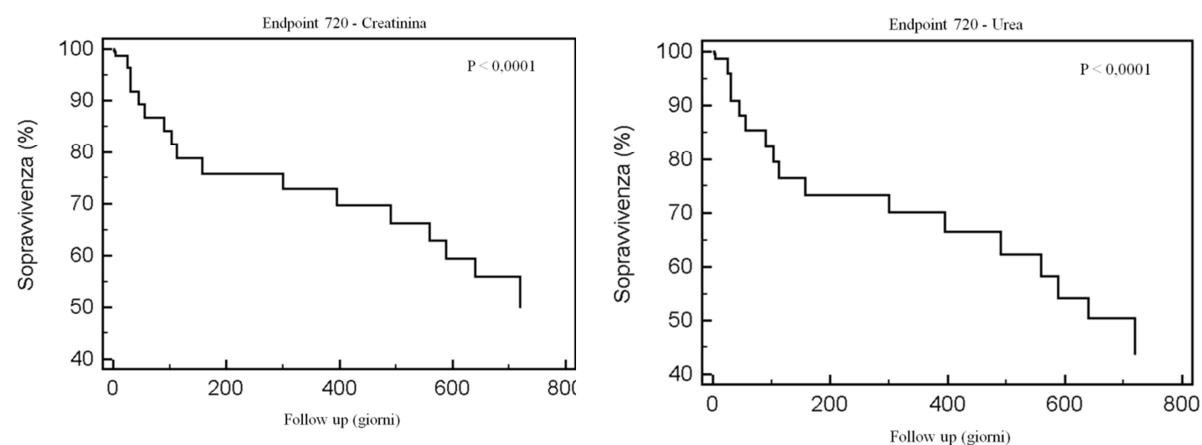 Endpoint 720 - Creatinina
P < 0,0001
Sopravvivenza (%)
100
90
80
70
60
50
40
0 200 400 600 800
Follow up (giorni)
Endpoint 720 - Urea
P < 0,0001
Sopravvivenza (%)
100
90
80
70
60
50
40
0 200 400 600 800
Follow up (giorni)